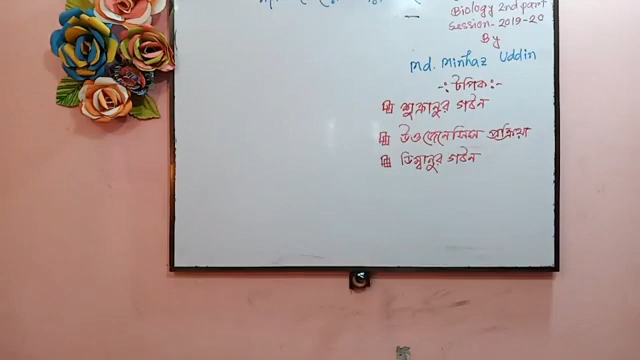 Biology 2nd part
Session- 2019-20
By
Md. Minhaz Uddin
-: টপিক:-
শুক্রানুর গঠন
উওজেনেসিস প্রক্রিয়া
ডিম্বানুর গঠন